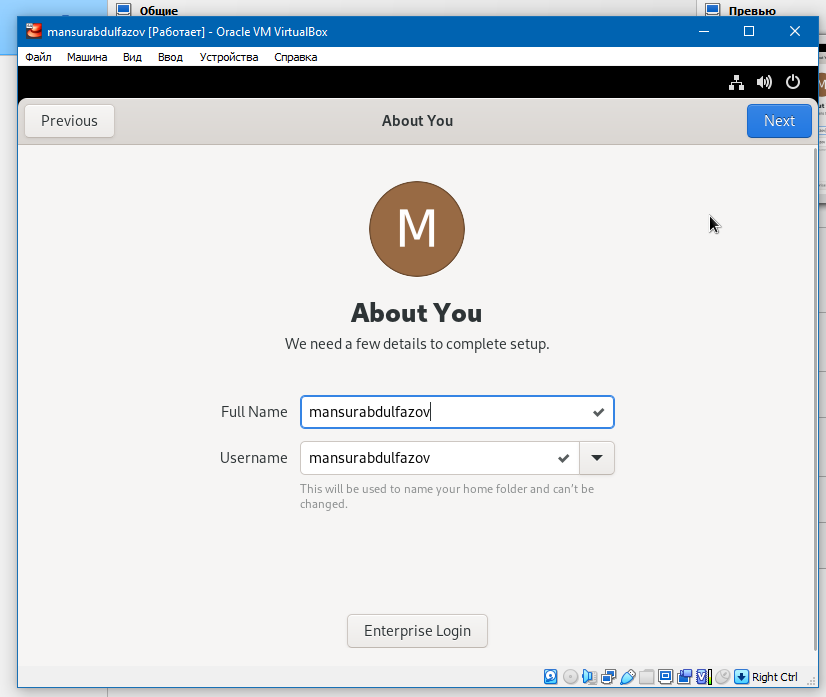 Общие
Превью
mansurabdulfazov [Работает] - Oracle VM VirtualBox
Файл Машина Вид Ввод Устройства Справка
Previous
About You
Next
M
About You
We need a few details to complete setup.
Full Name
mansurabdulfazov
Username
mansurabdulfazov
This will be used to name your home folder and can't be
changed.
Enterprise Login
Right Ctrl